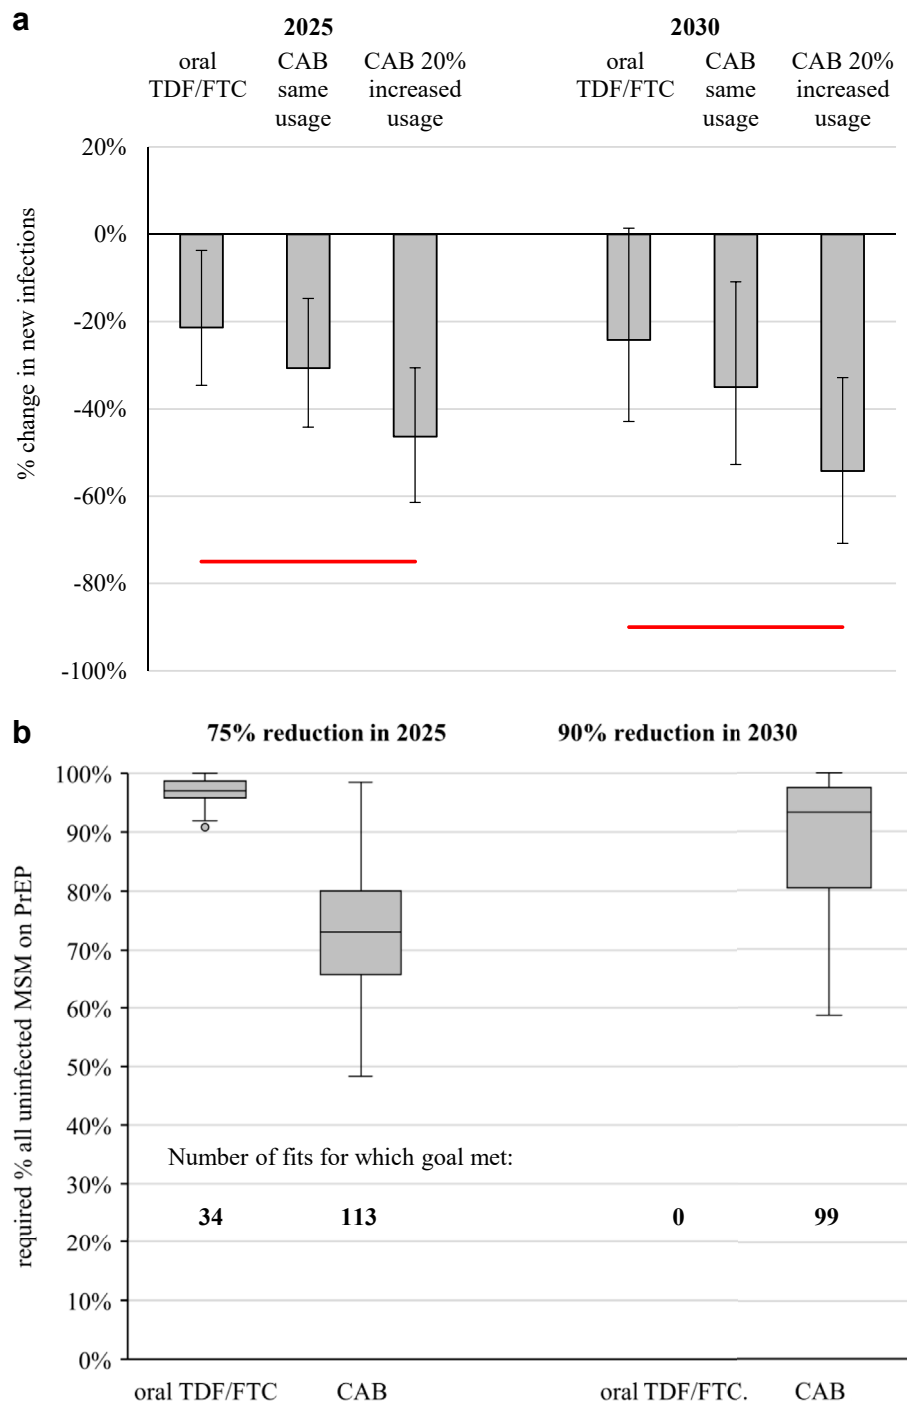 a
2025
2030
oral
TDF/FTC
CAB
same
usage
CAB 20%
increased
usage
oral
TDF/FTC
CAB
same
usage
CAB 20%
increased
usage
% change in new infections
20%
0%
-20%
-40%
-60%
-80%
-100%
b
75% reduction in 2025
90% reduction in 2030
required % all uninfected MSM on PrEP
100%
90%
80%
70%
60%
50%
40%
30%
20%
10%
0%
Number of fits for which goal met:
34
113
0
99
oral TDF/FTC
CAB
oral TDF/FTC.
CAB